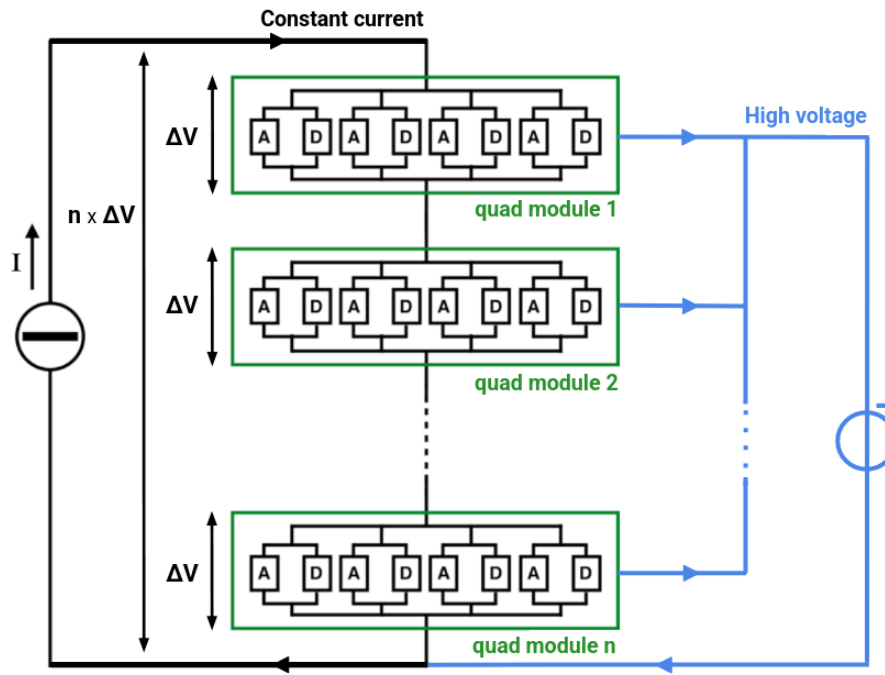 Constant current
ΔV
A D A D A D A D
High voltage
quad module 1
n x ΔV
I
ΔV
A D A D A D A D
quad module 2
ΔV
A D A D A D A D
quad module n